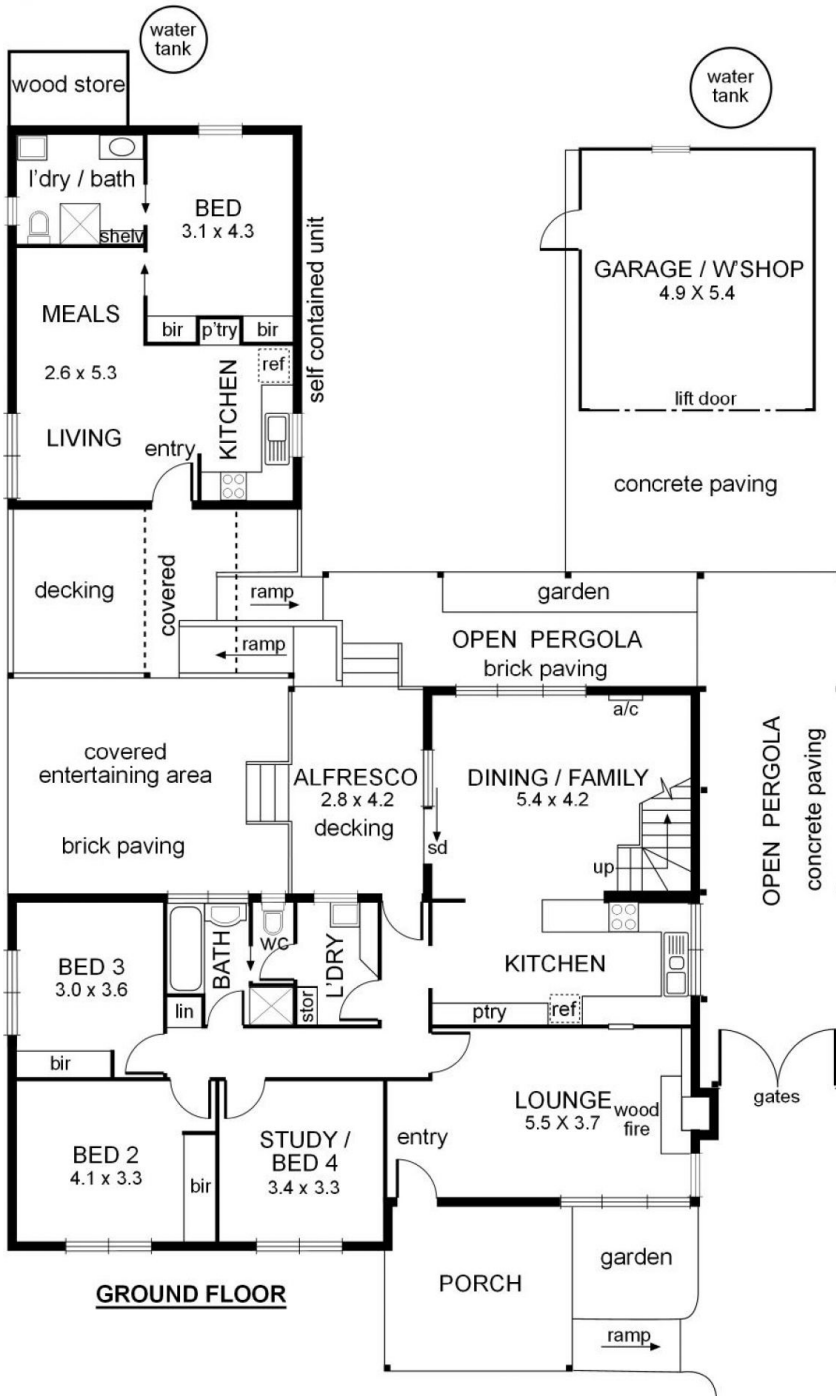 water
tank
wood store
water
tank
l'dry / bath
shelv
BED
3.1 x 4.3
self contained unit
GARAGE / W'SHOP
4.9 X 5.4
lift door
concrete paving
MEALS
2.6 x 5.3
LIVING
bir
p'try
bir
KITCHEN
ref
entry
decking
covered
ramp
ramp
garden
OPEN PERGOLA
brick paving
a/c
covered
entertaining area
brick paving
ALFRESCO
2.8 x 4.2
decking
sd
DINING / FAMILY
5.4 x 4.2
up
OPEN PERGOLA
concrete paving
BED 3
3.0 x 3.6
bir
lin
BATH
wc
L'DRY
stor
KITCHEN
ptry
ref
gates
LOUNGE
5.5 X 3.7
wood
fire
entry
BED 2
4.1 x 3.3
bir
STUDY /
BED 4
3.4 x 3.3
GROUND FLOOR
PORCH
garden
ramp